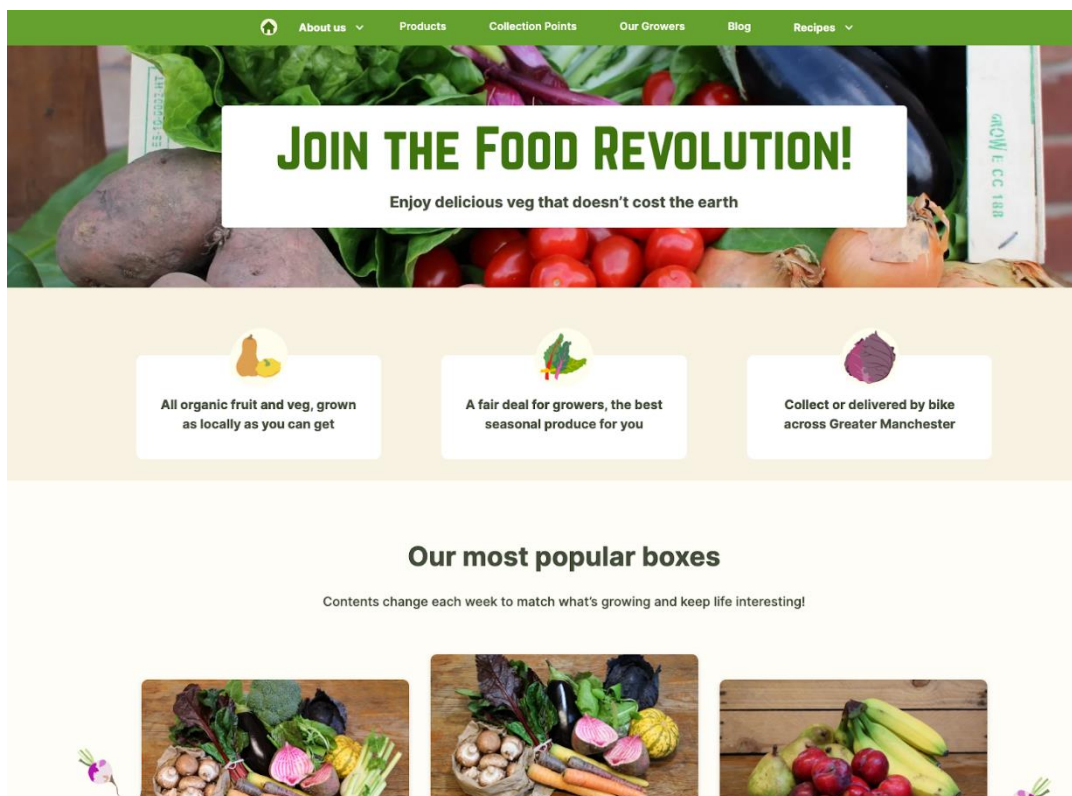 About us
Products
Collection Points
Our Growers
Blog
Recipes
JOIN THE FOOD REVOLUTION!
Enjoy delicious veg that doesn’t cost the earth
GROW E CC 188
All organic fruit and veg, grown
as locally as you can get
A fair deal for growers, the best
seasonal produce for you
Collect or delivered by bike
across Greater Manchester
Our most popular boxes
Contents change each week to match what’s growing and keep life interesting!